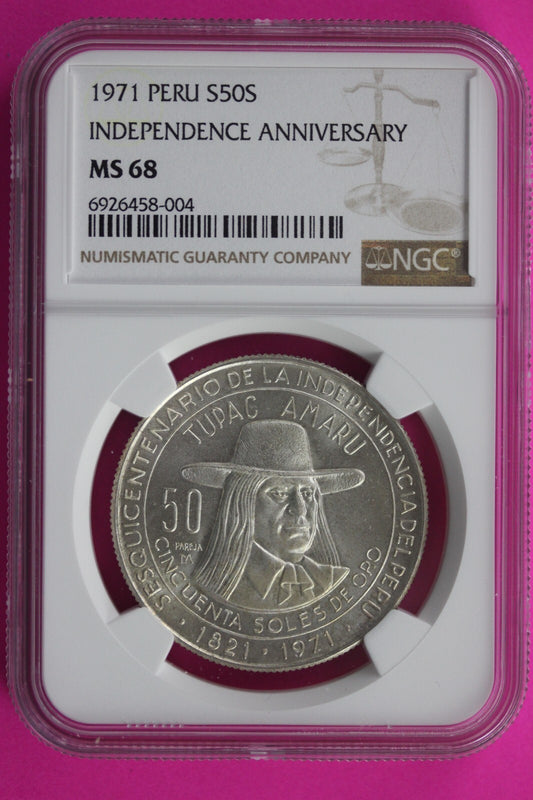 1971 PERU S50S
INDEPENDENCE ANNIVERSARY
MS 68
6926458-004
NUMISMATIC GUARANTY COMPANY
NGC®
SESQUICENTENARIO DE LA INDEPENDENCIA DEL PERU
TUPAC AMARU
50
PAREJA
CINCUENTA SOLES DE ORO
· 1821 · 1971 ·